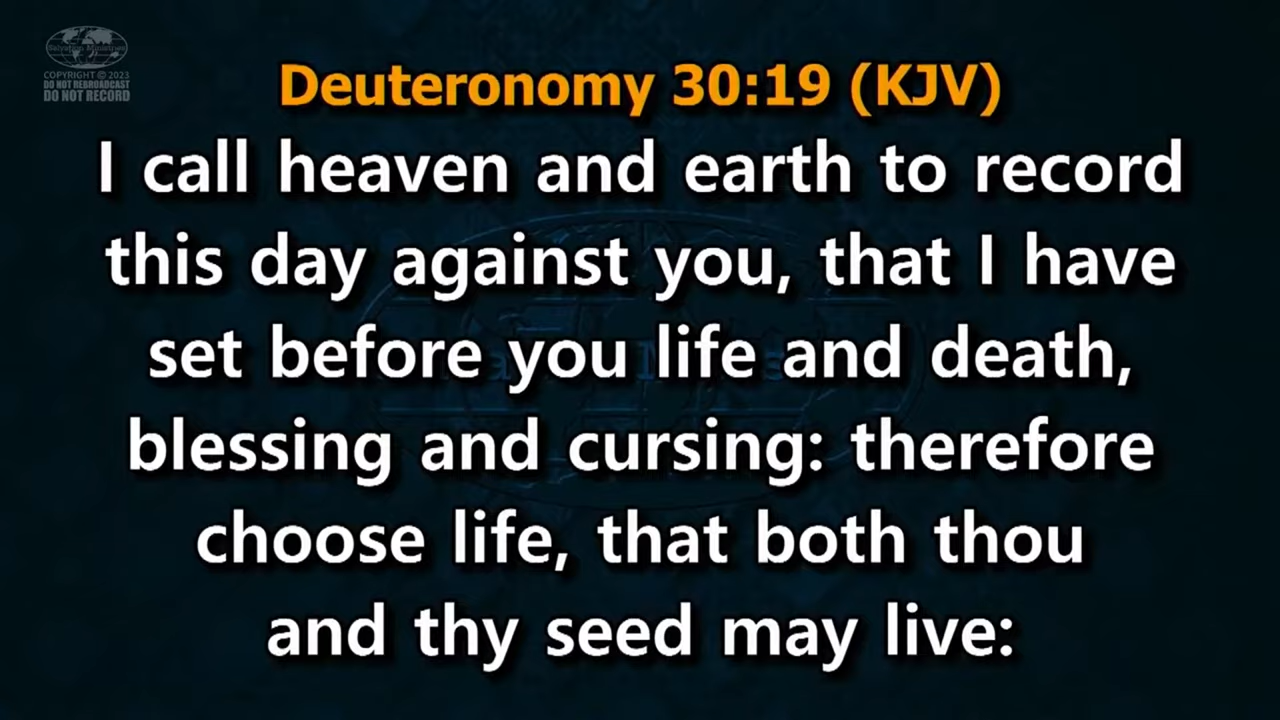 Salvation Ministries
COPYRIGHT © 2023
DO NOT REBROADCAST
DO NOT RECORD
Deuteronomy 30:19 (KJV)
I call heaven and earth to record
this day against you, that I have
set before you life and death,
blessing and cursing: therefore
choose life, that both thou
and thy seed may live: